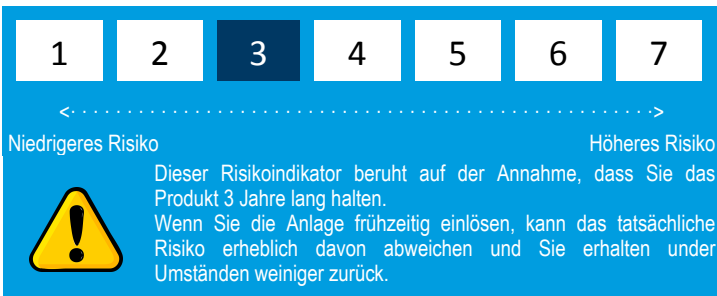 1 2 3 4 5 6 7
Niedrigeres Risiko Höheres Risiko
Dieser Risikoindikator beruht auf der Annahme, dass Sie das
Produkt 3 Jahre lang halten.
Wenn Sie die Anlage frühzeitig einlösen, kann das tatsächliche
Risiko erheblich davon abweichen und Sie erhalten under
Umständen weiniger zurück.